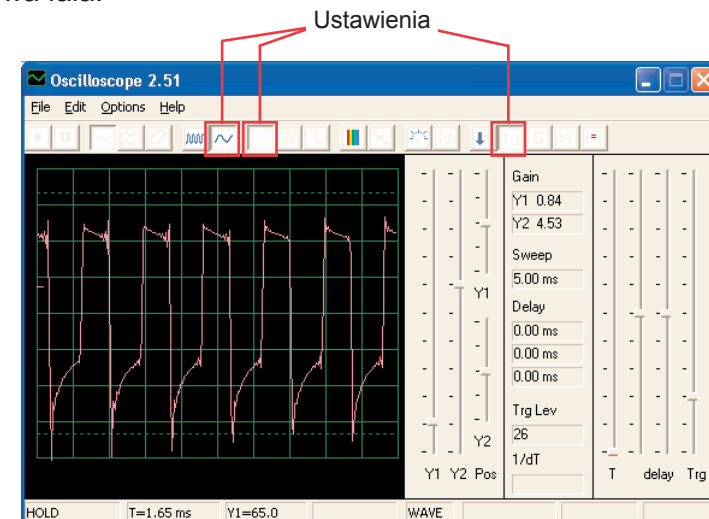 Ustawienia
Oscilloscope 2.51
File Edit Options Help
Gain
Y1 0.84
Y2 4.53
Sweep
5.00 ms
Y1
Delay
0.00 ms
0.00 ms
0.00 ms
Trg Lev
26
Y2
1/dT
Y1 Y2 Pos
T delay Trg
HOLD T=1.65 ms Y1=65.0 WAVE